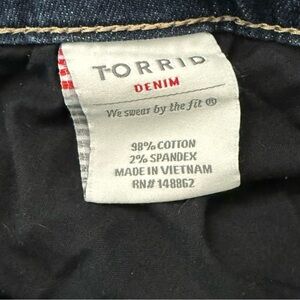 TORRID
DENIM
We swear by the fit ®
98% COTTON
2% SPANDEX
MADE IN VIETNAM
RN# 148862